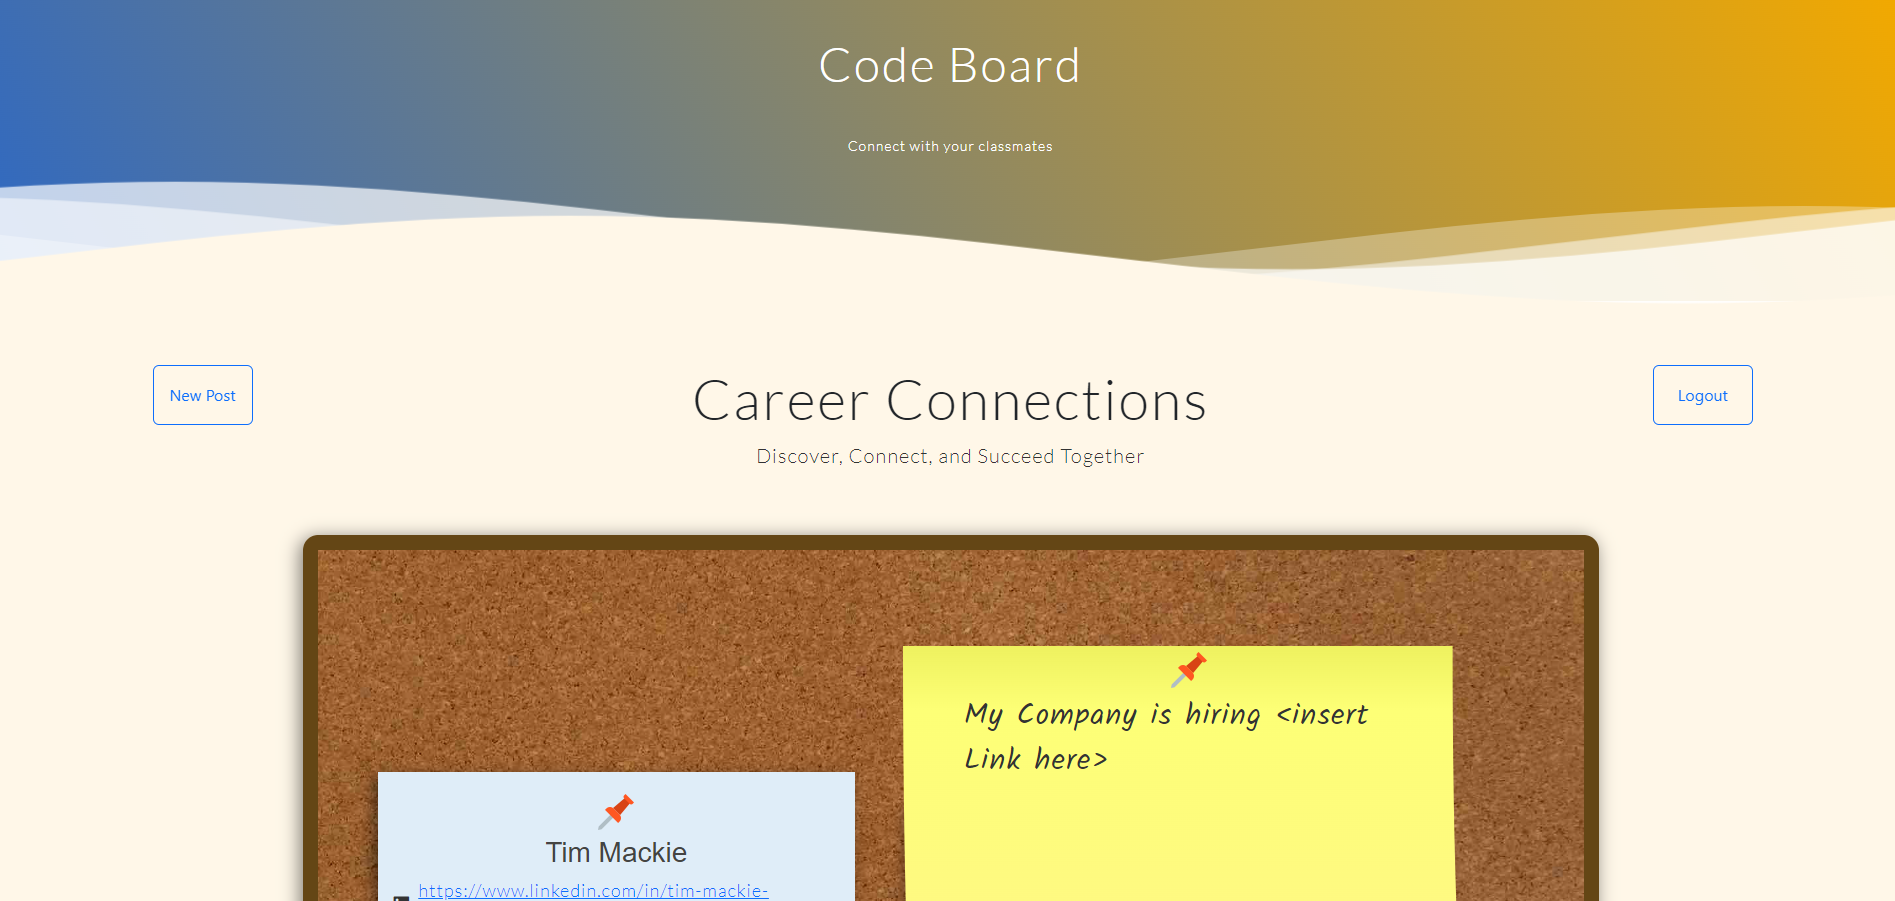 Code Board
Connect with your classmates
New Post
Career Connections
Logout
Discover, Connect, and Succeed Together
My Company is hiring <insert
Link here>
Tim Mackie
https://www.linkedin.com/in/tim-mackie-